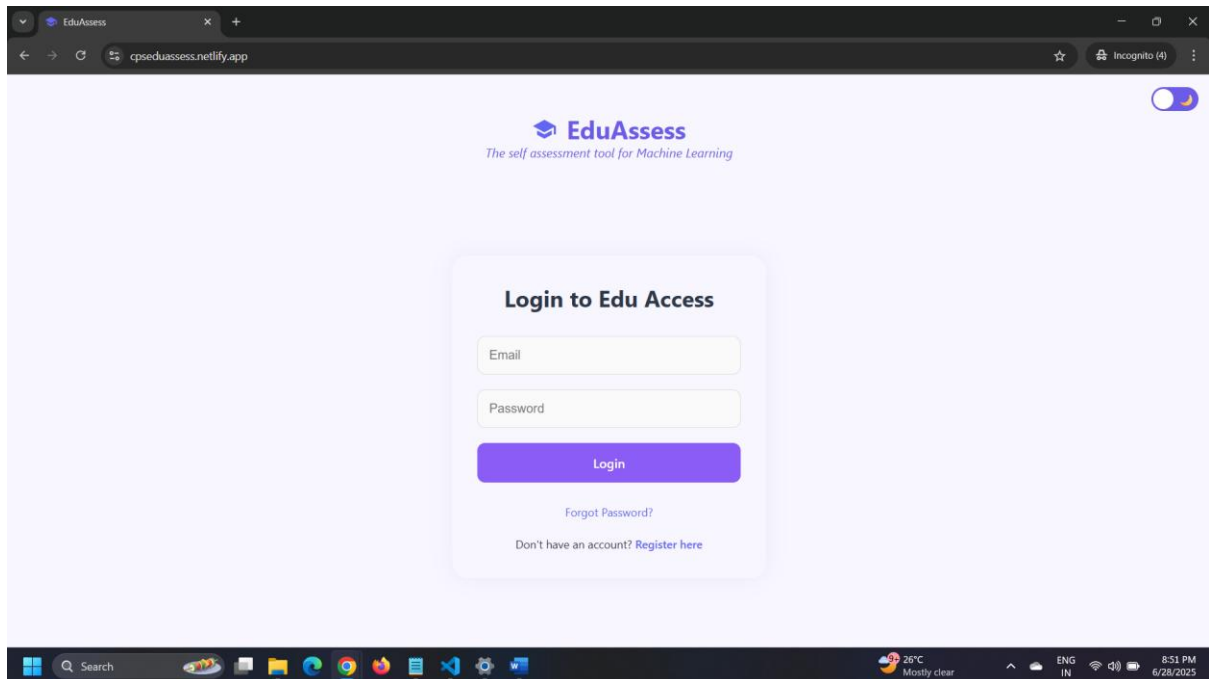 EduAssess
cpseduassess.netlify.app
Incognito (4)
EduAssess
The self assessment tool for Machine Learning
Login to Edu Access
Email
Password
Login
Forgot Password?
Don't have an account? Register here
Search
9+
26°C
Mostly clear
ENG
IN
8:51 PM
6/28/2025